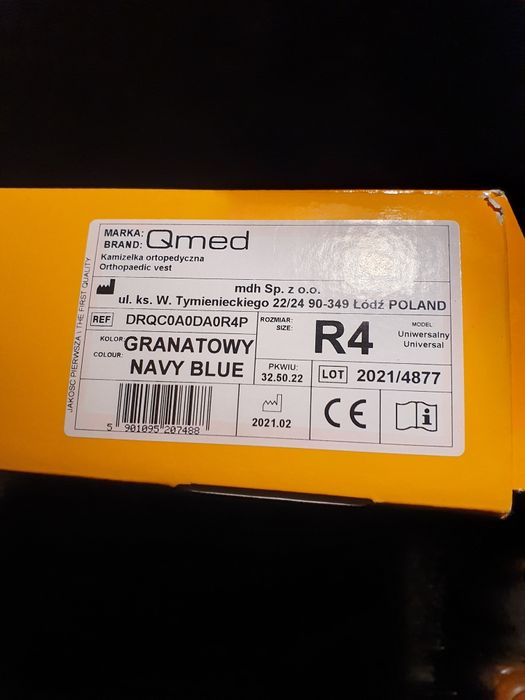 MARKA: Qmed
BRAND:
Kamizelka ortopedyczna
Orthopaedic vest
mdh Sp. z o.o.
ul. ks. W. Tymienieckiego 22/24 90-349 Łódź POLAND
REF DRQC0A0DA0R4P
ROZMIAR:
SIZE:
R4
MODEL
Uniwersalny
Universal
KOLOR: GRANATOWY
COLOUR: NAVY BLUE
PKWIU:
32.50.22
LOT 2021/4877
5 901095 207488
2021.02
CE
i
JAKOŚĆ PIERWSZA \ THE FIRST QUALITY